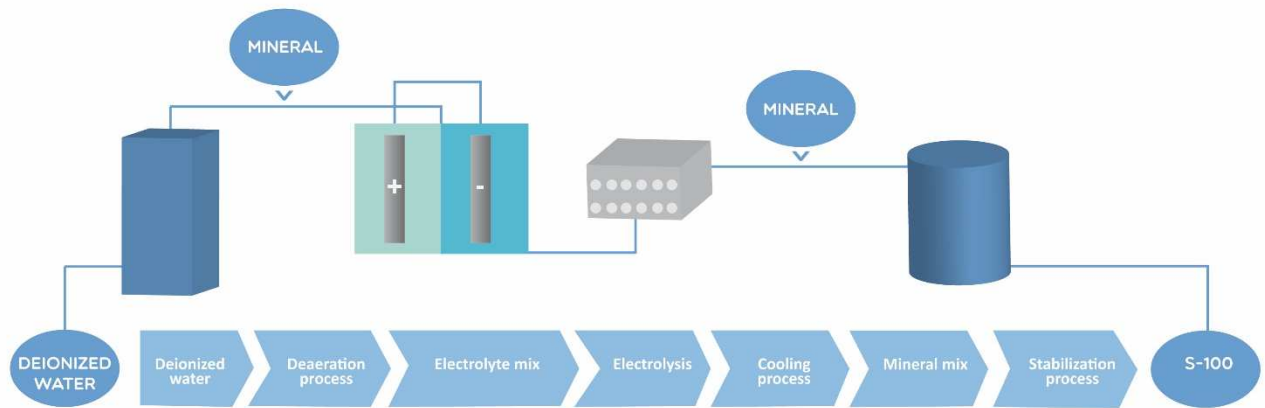 MINERAL
MINERAL
+
-
DEIONIZED
WATER
Deionized
water
Deaeration
process
Electrolyte mix
Electrolysis
Cooling
process
Mineral mix
Stabilization
process
S-100